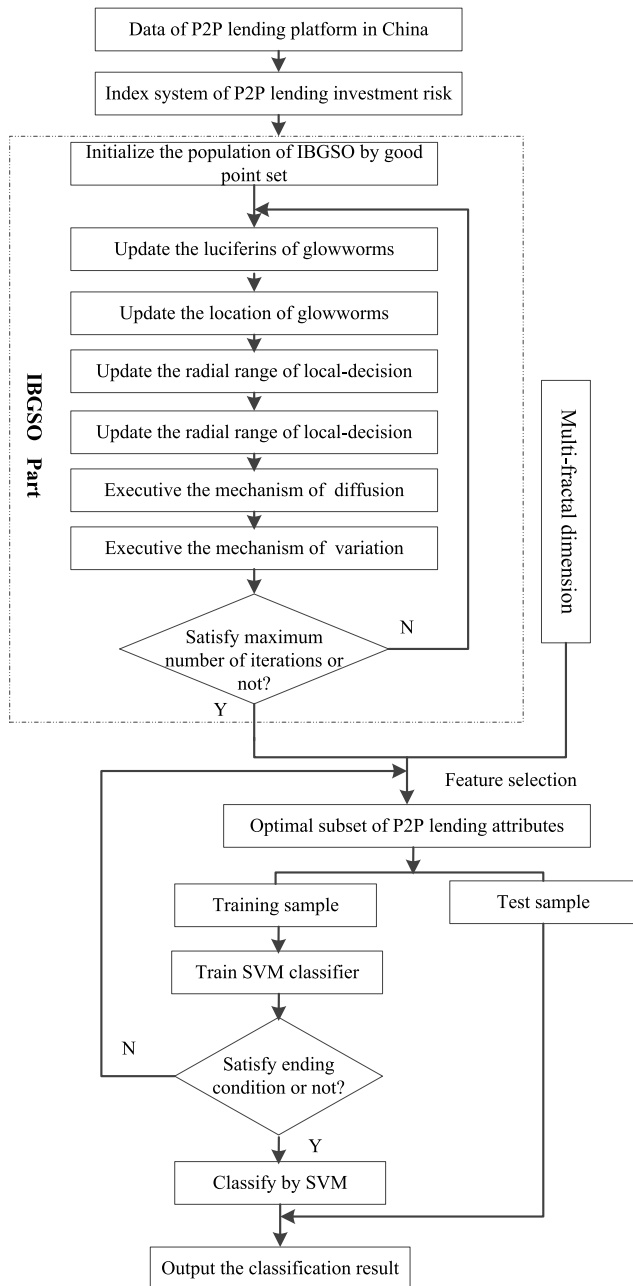 Data of P2P lending platform in China
Index system of P2P lending investment risk
Initialize the population of IBGSO by good
point set
Update the luciferins of glowworms
Update the location of glowworms
Update the radial range of local-decision
Update the radial range of local-decision
Executive the mechanism of diffusion
Executive the mechanism of variation
Satisfy maximum
number of iterations or
not?
N
Y
IBGSO Part
Multi-fractal dimension
Feature selection
Optimal subset of P2P lending attributes
Training sample
Test sample
Train SVM classifier
Satisfy ending
condition or not?
N
Y
Classify by SVM
Output the classification result